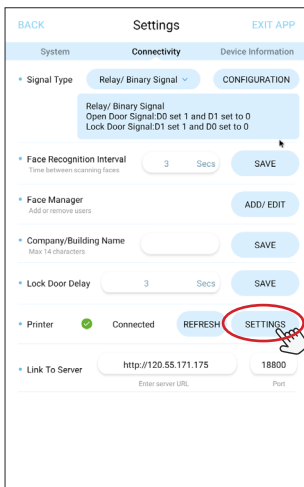 BACK Settings EXIT APP
System Connectivity Device Information
Signal Type Relay/ Binary Signal CONFIGURATION
Relay/ Binary Signal
Open Door Signal:D0 set 1 and D1 set to 0
Lock Door Signal:D1 set 1 and D0 set to 0
Face Recognition Interval 3 Secs SAVE
Time between scanning faces
Face Manager ADD/ EDIT
Add or remove users
Company/Building Name SAVE
Max 14 characters
Lock Door Delay 3 Secs SAVE
Printer Connected REFRESH SETTINGS
Link To Server http://120.55.171.175 18800
Enter server URL Port